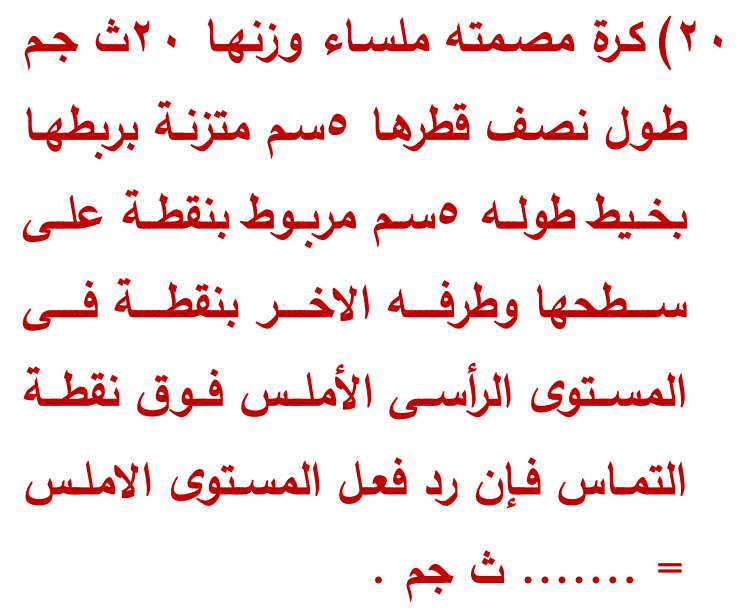 ٢٠) كرة مصمته ملساء وزنها ٢٠ث جم
طول نصف قطرها ٥سم متزنة بربطها
بخيط طوله ٥سم مربوط بنقطة على
سطحها وطرفه الاخر بنقطة فى
المستوى الرأسى الأملس فوق نقطة
التماس فإن رد فعل المستوى الاملس
= ....... ث جم .